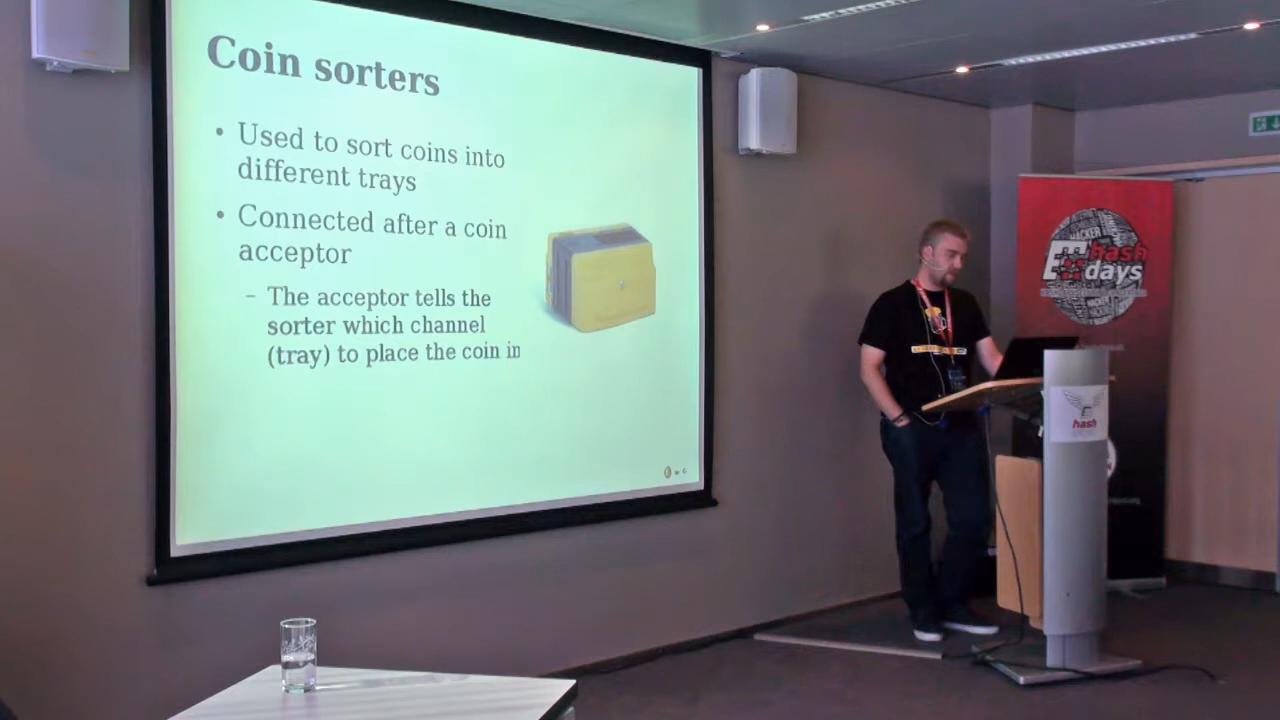 Coin sorters
• Used to sort coins into
different trays
• Connected after a coin
acceptor
– The acceptor tells the
sorter which channel
(tray) to place the coin in
HACKER
hash
days
hash